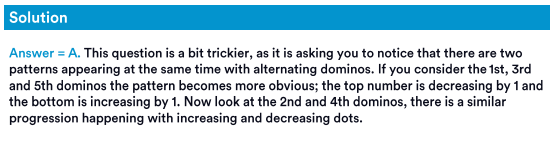 Solution
Answer = A. This question is a bit trickier, as it is asking you to notice that there are two
patterns appearing at the same time with alternating dominos. If you consider the 1st, 3rd
and 5th dominos the pattern becomes more obvious; the top number is decreasing by 1 and
the bottom is increasing by 1. Now look at the 2nd and 4th dominos, there is a similar
progression happening with increasing and decreasing dots.